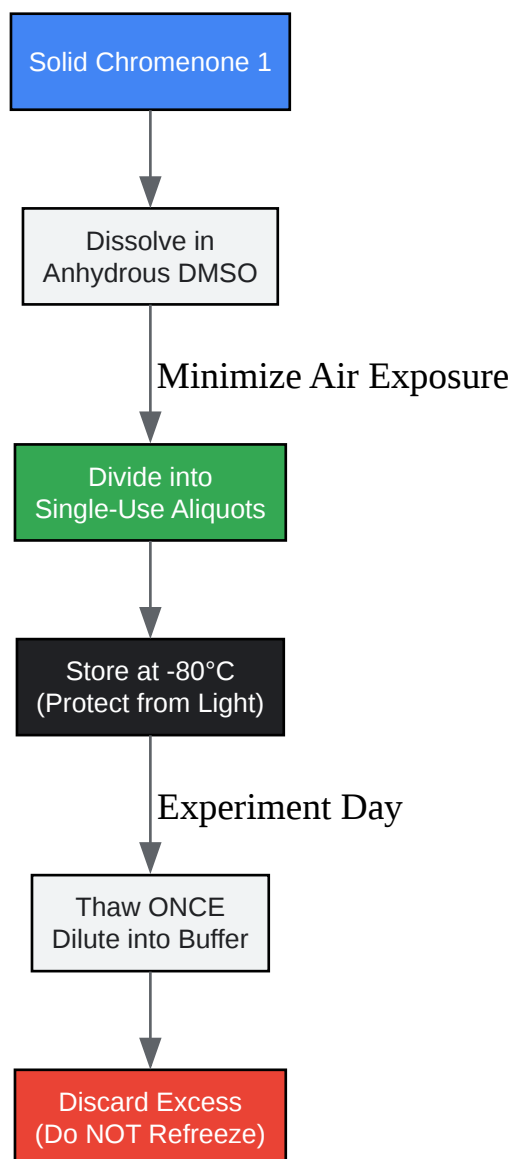 Solid Chromenone 1
Dissolve in
Anhydrous DMSO
Minimize Air Exposure
Divide into
Single-Use Aliquots
Store at -80°C
(Protect from Light)
Experiment Day
Thaw ONCE
Dilute into Buffer
Discard Excess
(Do NOT Refreeze)